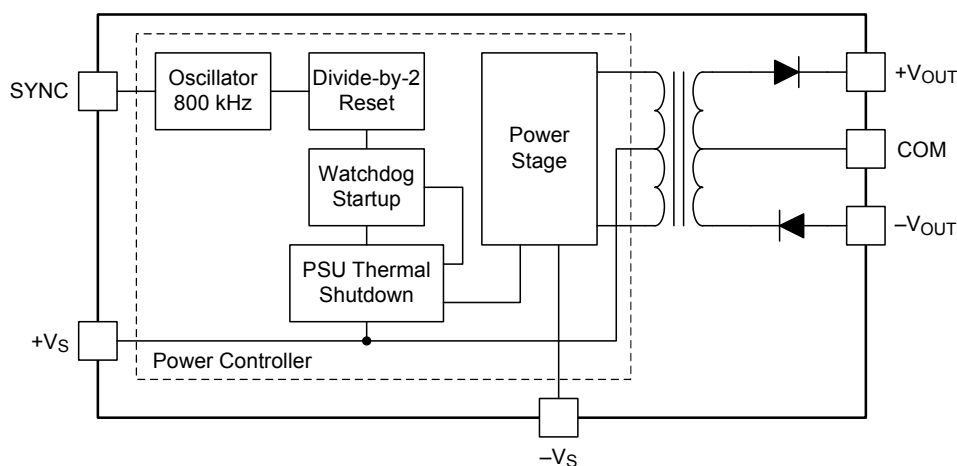 SYNC
Oscillator
800 kHz
Divide-by-2
Reset
Watchdog
Startup
PSU Thermal
Shutdown
Power
Stage
+VOUT
COM
–VOUT
+VS
Power Controller
–VS